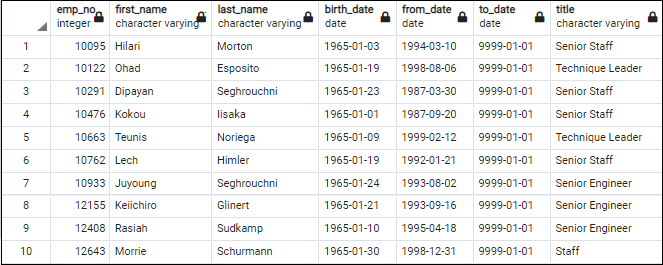 emp_no first_name last_name birth_date from_date to_date title
integer character varying character varying date date date character varying
1 10095 Hilari Morton 1965-01-03 1994-03-10 9999-01-01 Senior Staff
2 10122 Ohad Esposito 1965-01-19 1998-08-06 9999-01-01 Technique Leader
3 10291 Dipayan Seghrouchni 1965-01-23 1987-03-30 9999-01-01 Senior Staff
4 10476 Kokou Iisaka 1965-01-01 1987-09-20 9999-01-01 Senior Staff
5 10663 Teunis Noriega 1965-01-09 1999-02-12 9999-01-01 Technique Leader
6 10762 Lech Himler 1965-01-19 1992-01-21 9999-01-01 Senior Staff
7 10933 Juyoung Seghrouchni 1965-01-24 1993-08-02 9999-01-01 Senior Engineer
8 12155 Keiichiro Glinert 1965-01-21 1993-09-16 9999-01-01 Senior Engineer
9 12408 Rasiah Sudkamp 1965-01-10 1995-04-18 9999-01-01 Senior Engineer
10 12643 Morrie Schurmann 1965-01-30 1998-12-31 9999-01-01 Staff